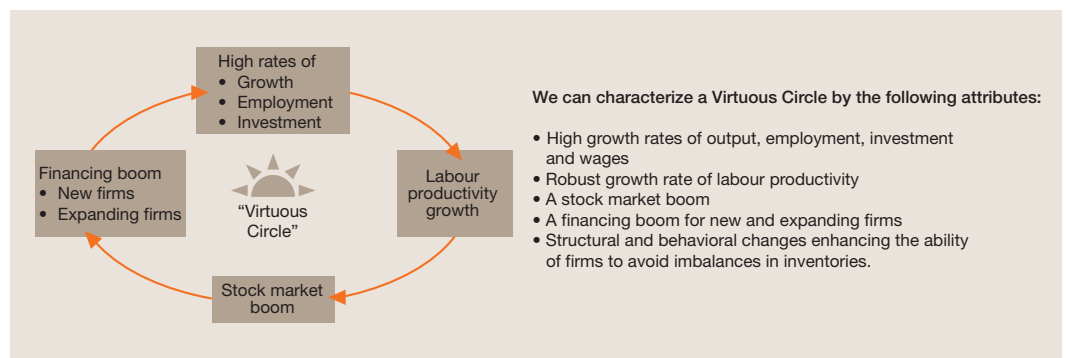 High rates of
• Growth
• Employment
• Investment
Financing boom
• New firms
• Expanding firms
"Virtuous
Circle"
Labour
productivity
growth
Stock market
boom
We can characterize a Virtuous Circle by the following attributes:
• High growth rates of output, employment, investment
and wages
• Robust growth rate of labour productivity
• A stock market boom
• A financing boom for new and expanding firms
• Structural and behavioral changes enhancing the ability
of firms to avoid imbalances in inventories.